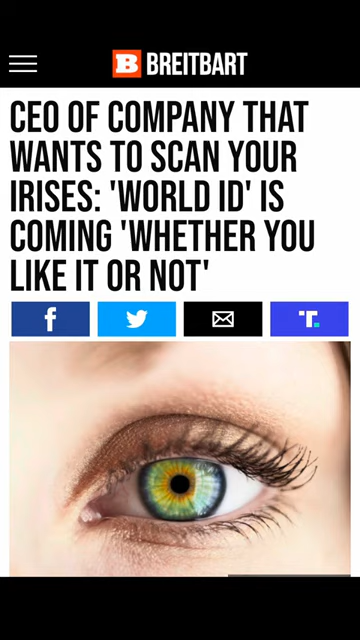 B BREITBART
CEO OF COMPANY THAT
WANTS TO SCAN YOUR
IRISES: 'WORLD ID' IS
COMING 'WHETHER YOU
LIKE IT OR NOT'